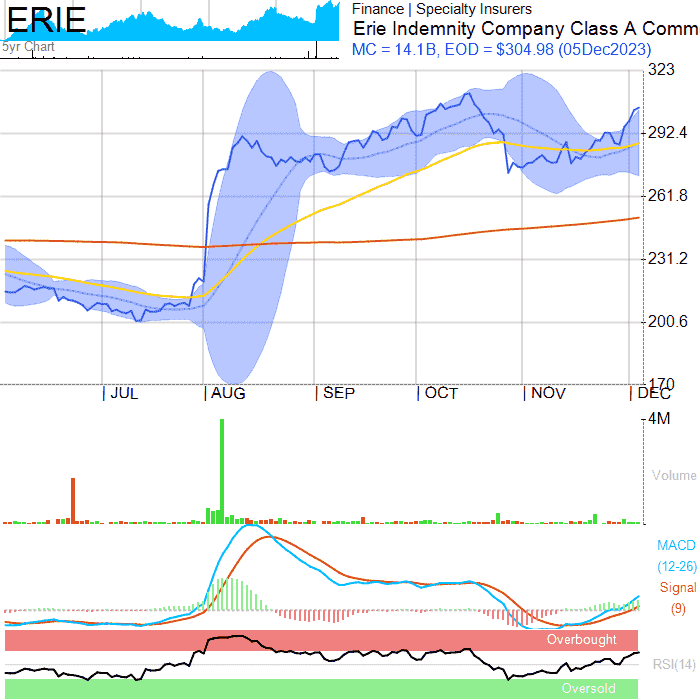 ERIE
5yr Chart
Finance | Specialty Insurers
Erie Indemnity Company Class A Comm
MC = 14.1B, EOD = $304.98 (05Dec2023)
323
292.4
261.8
231.2
200.6
170
| JUL | AUG | SEP | OCT | NOV | DEC
4M
Volume
MACD
(12-26)
Signal
(9)
Overbought
RSI(14)
Oversold